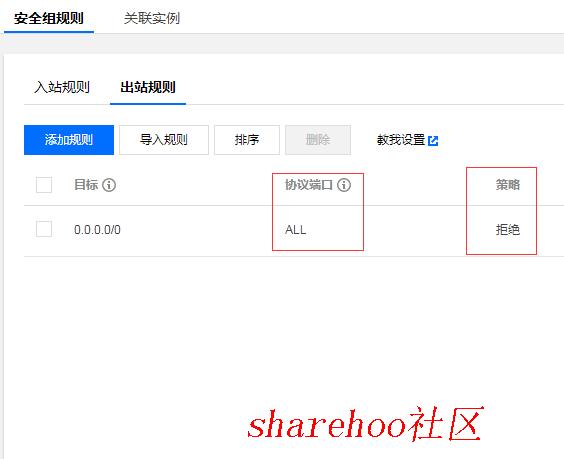 安全组规则 关联实例
入站规则 出站规则
添加规则 导入规则 排序 删除 教我设置
目标 协议端口 策略
0.0.0.0/0 ALL 拒绝
sharehoo社区